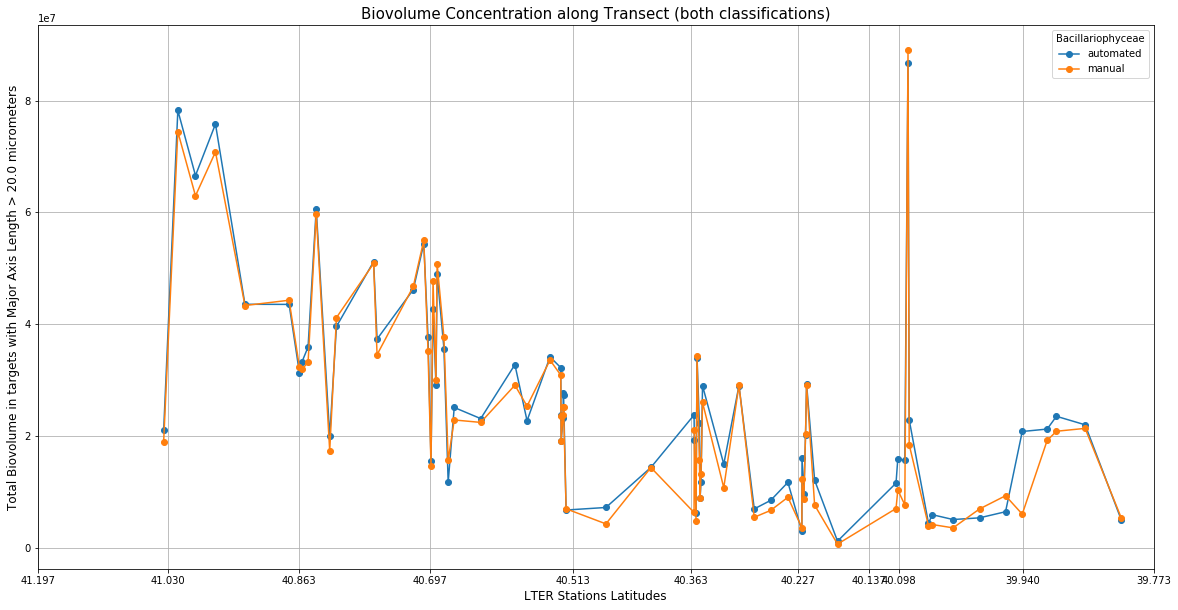 Biovolume Concentration along Transect (both classifications)
1e7
Total Biovolume in targets with Major Axis Length > 20.0 micrometers
8
6
4
2
0
Bacillariophyceae
automated
manual
41.197 41.030 40.863 40.697 40.513 40.363 40.227 40.137 40.098 39.940 39.773
LTER Stations Latitudes